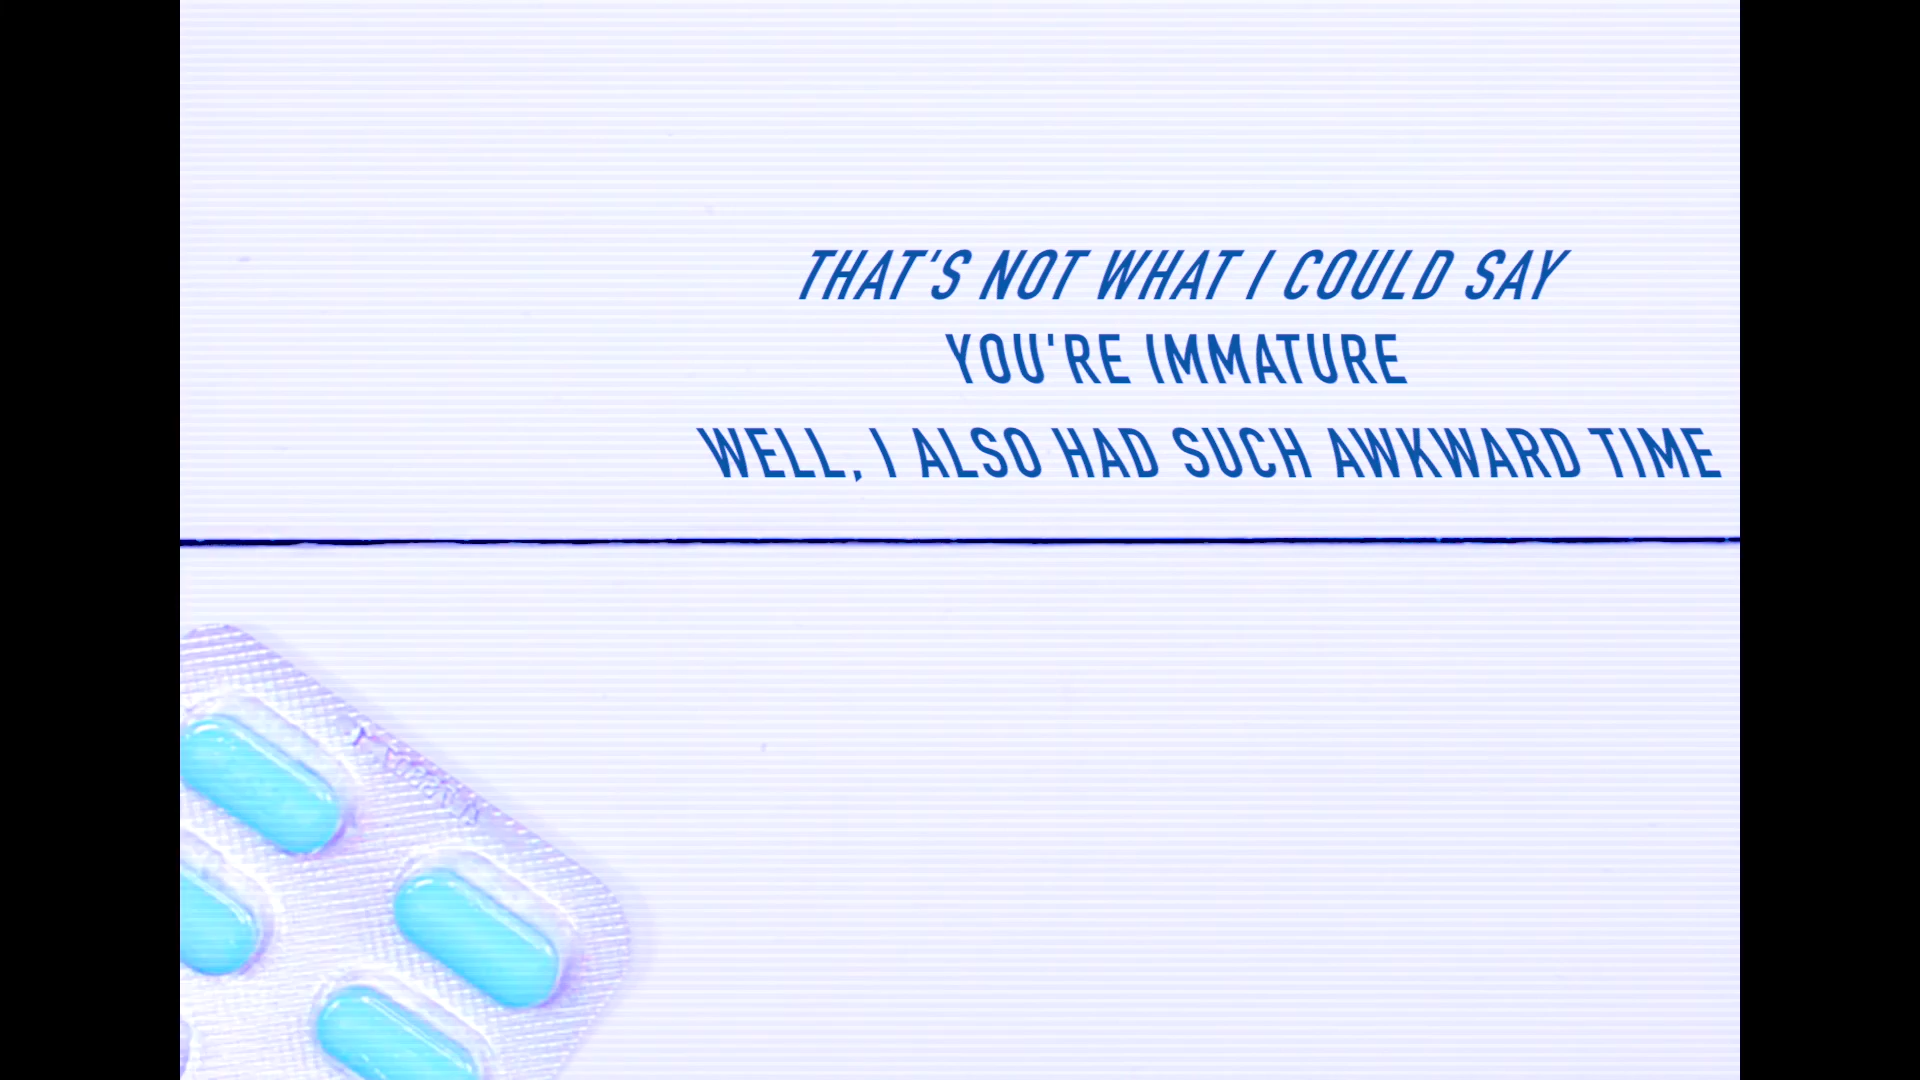 THAT'S NOT WHAT I COULD SAY
YOU'RE IMMATURE
WELL, I ALSO HAD SUCH AWKWARD TIME